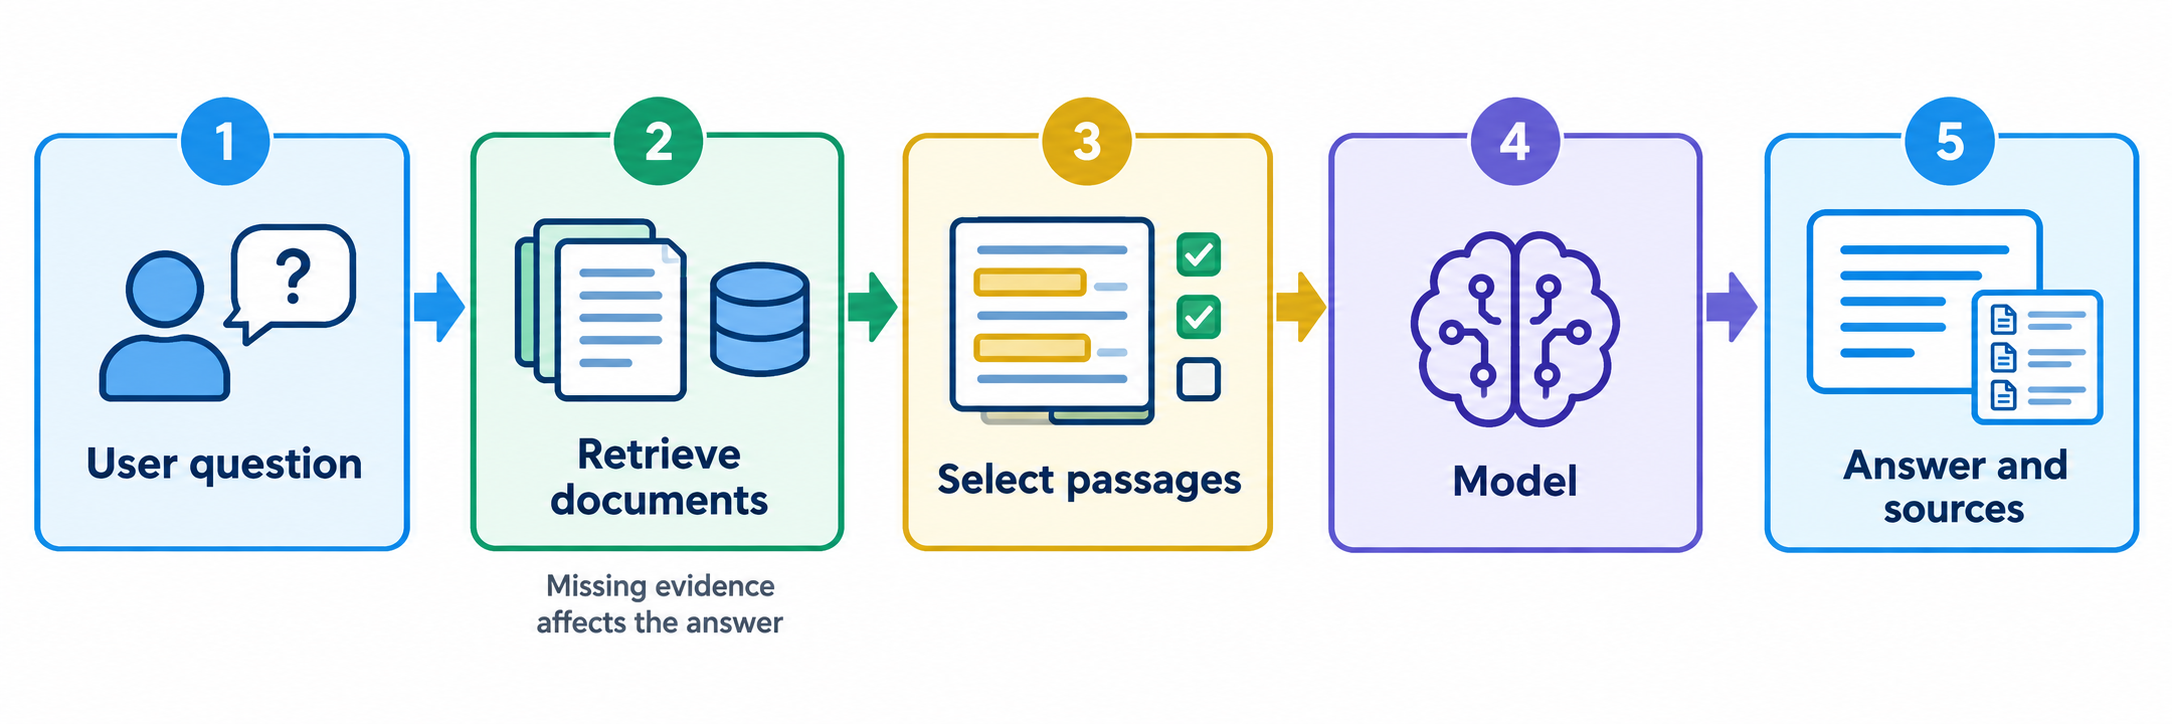 1
User question
?
2
Retrieve
documents
Missing evidence
affects the answer
3
Select passages
4
Model
5
Answer and
sources